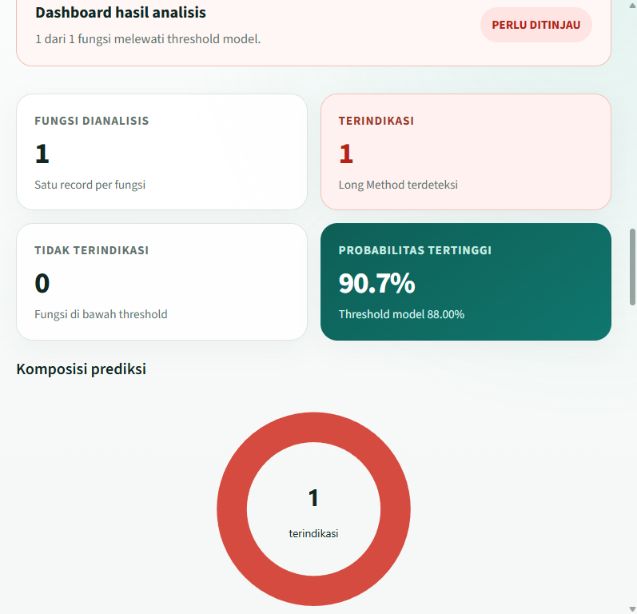 Dashboard hasil analisis
1 dari 1 fungsi melewati threshold model.
PERLU DITINJAU
FUNGSI DIANALISIS
1
Satu record per fungsi
TERINDIKASI
1
Long Method terdeteksi
TIDAK TERINDIKASI
0
Fungsi di bawah threshold
PROBABILITAS TERTINGGI
90.7%
Threshold model 88.00%
Komposisi prediksi
1
terindikasi